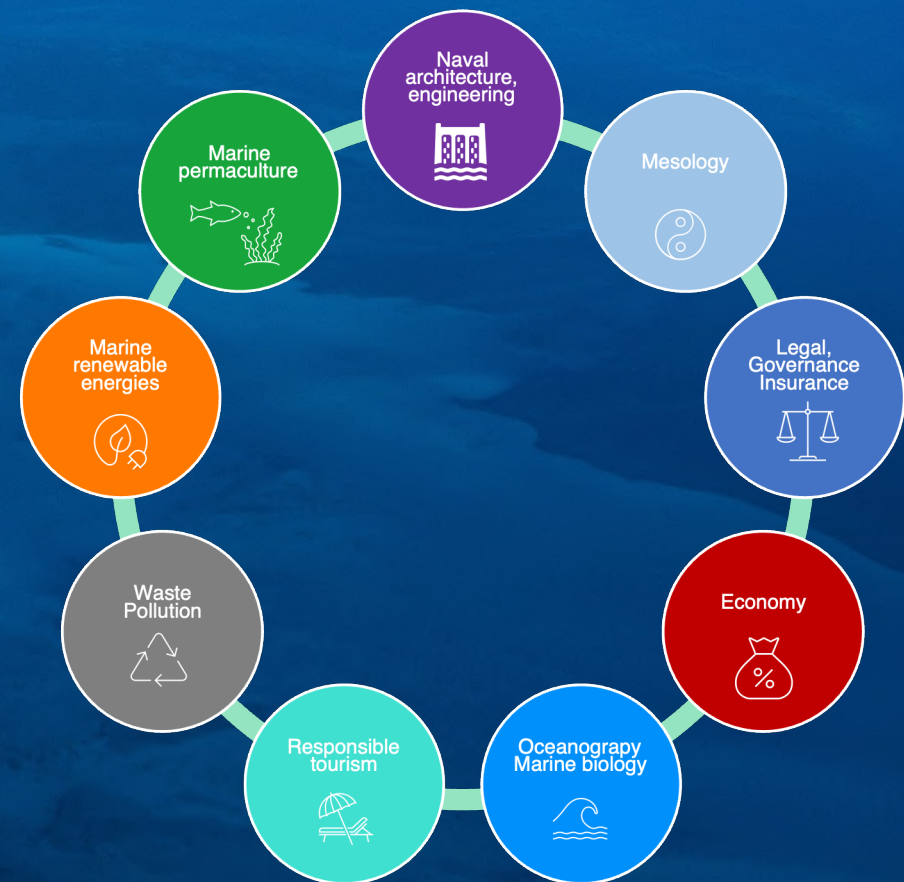 Naval
architecture,
engineering
Mesology
Legal,
Governance
Insurance
Economy
Oceanograpy
Marine biology
Responsible
tourism
Waste
Pollution
Marine
renewable
energies
Marine
permaculture
%